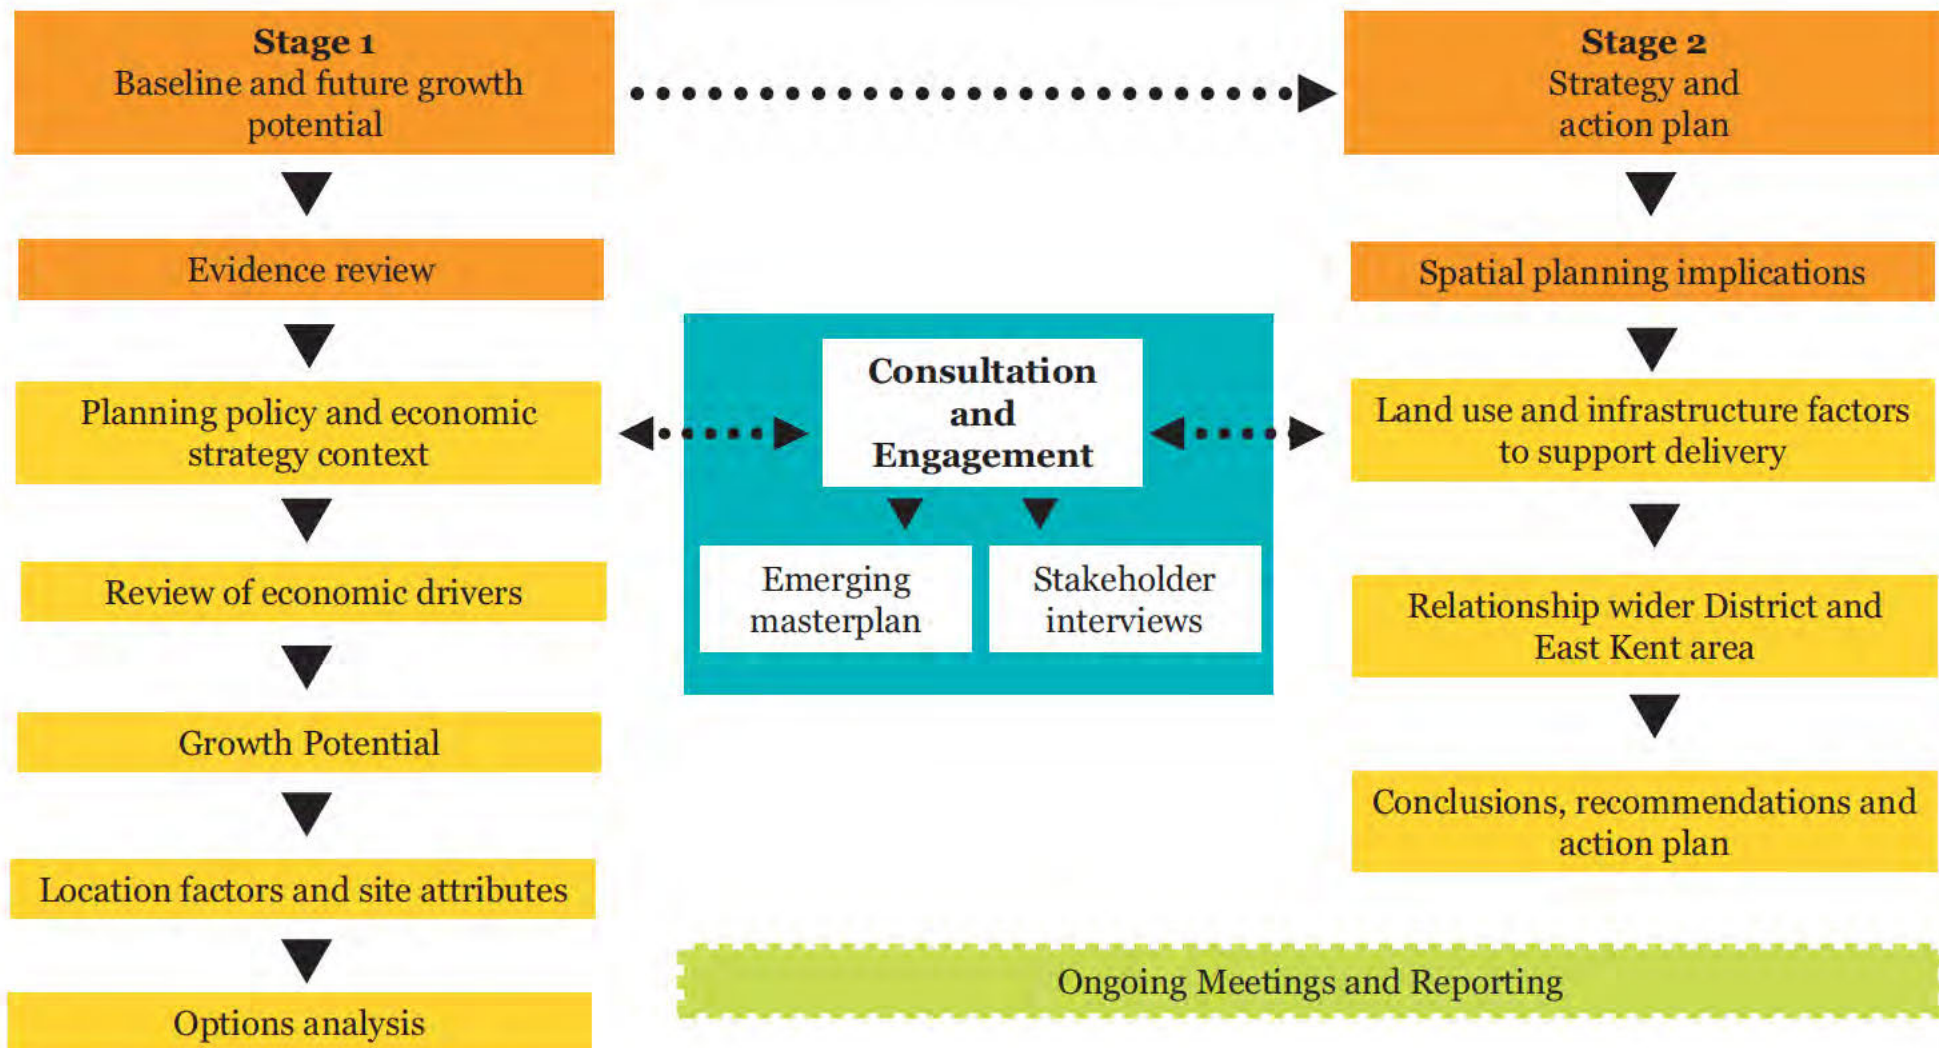 Stage 1
Baseline and future growth
potential
Evidence review
Planning policy and economic
strategy context
Review of economic drivers
Growth Potential
Location factors and site attributes
Options analysis
Consultation
and
Engagement
Emerging
masterplan
Stakeholder
interviews
Stage 2
Strategy and
action plan
Spatial planning implications
Land use and infrastructure factors
to support delivery
Relationship wider District and
East Kent area
Conclusions, recommendations and
action plan
Ongoing Meetings and Reporting